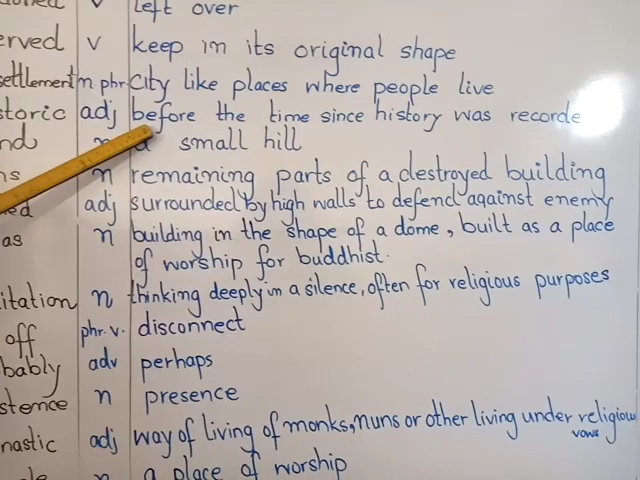 v left over
erved v keep in its original shape
settlement n phr. City like places where people live
storic adj before the time since history was recorde
nd n a small hill
ns n remaining parts of a destroyed building
ed adj surrounded by high walls to defend against enemy
as n building in the shape of a dome, built as a place
of worship for buddhist.
itation n thinking deeply in a silence, often for religious purposes
off phr. v. disconnect
bably adv perhaps
stence n presence
nastic adj way of living of monks, nuns or other living under religious
vows
n a place of worship